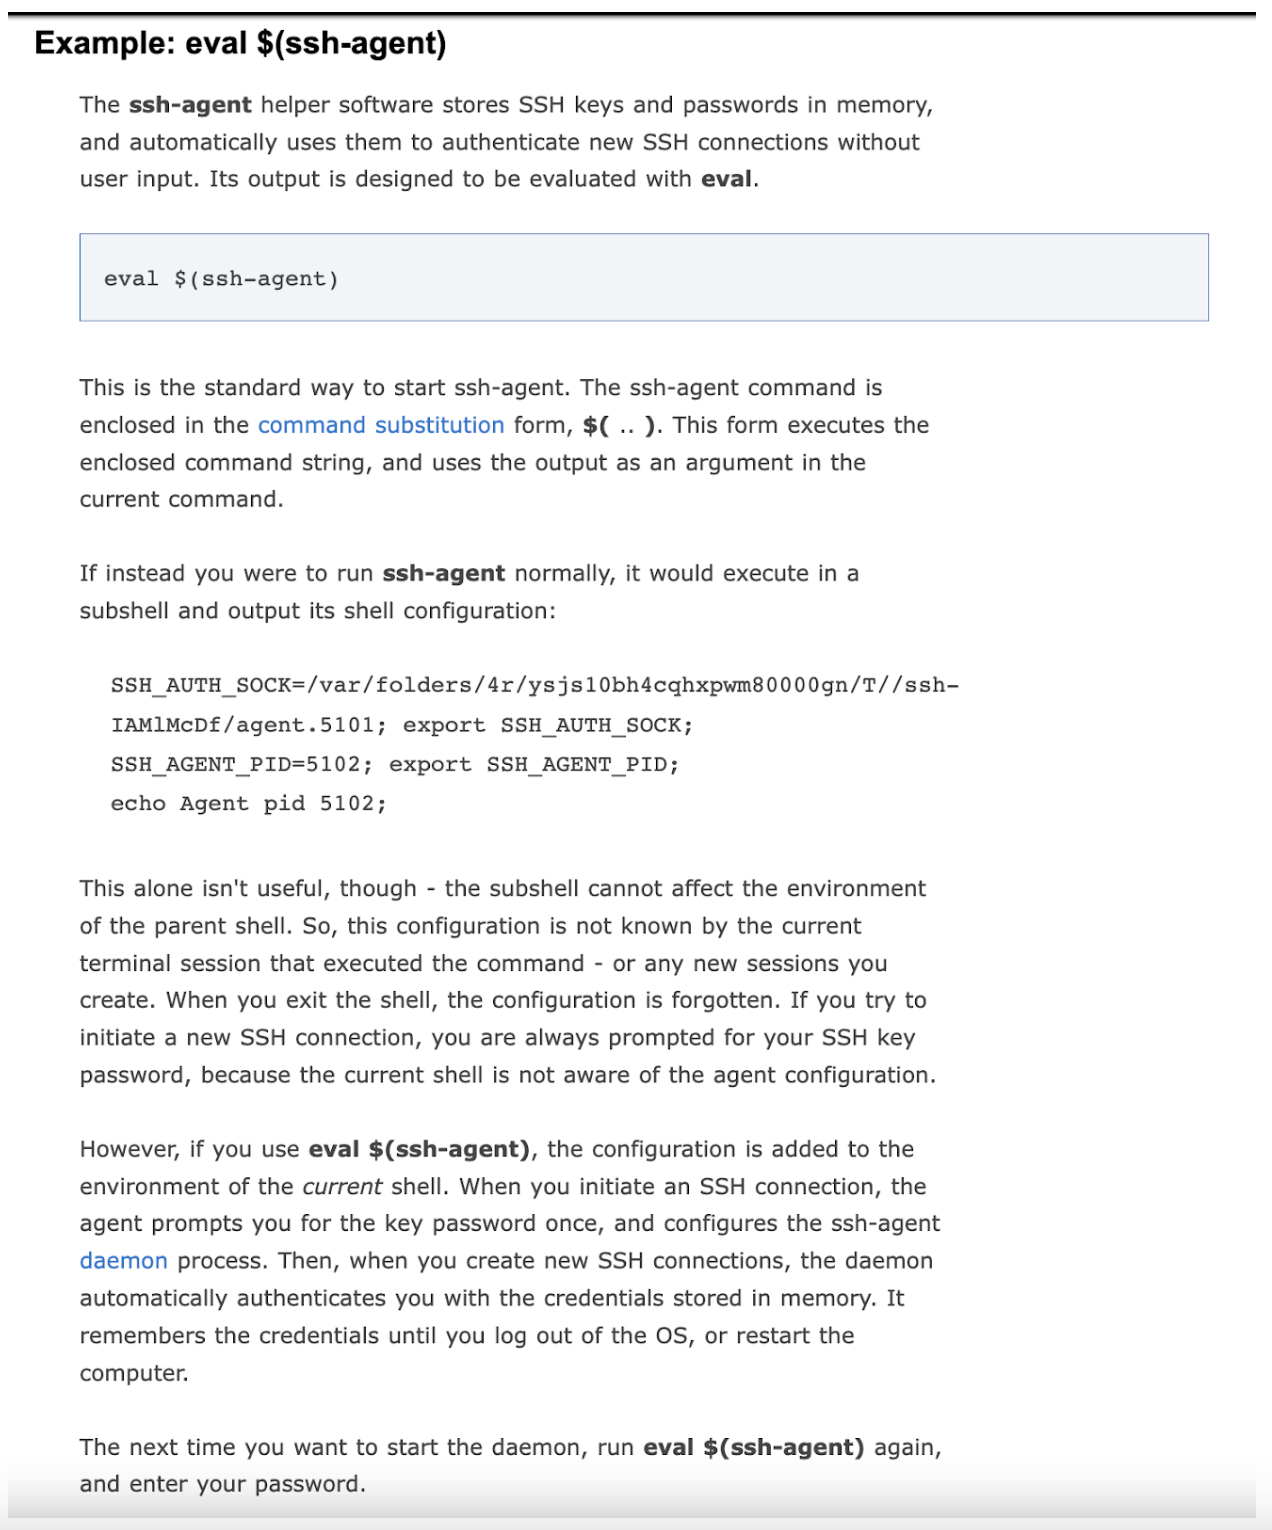 Example: eval $(ssh-agent)
The ssh-agent helper software stores SSH keys and passwords in memory,
and automatically uses them to authenticate new SSH connections without
user input. Its output is designed to be evaluated with eval.
eval $(ssh-agent)
This is the standard way to start ssh-agent. The ssh-agent command is
enclosed in the command substitution form, $( .. ). This form executes the
enclosed command string, and uses the output as an argument in the
current command.
If instead you were to run ssh-agent normally, it would execute in a
subshell and output its shell configuration:
SSH_AUTH_SOCK=/var/folders/4r/ysjs10bh4cqhxpwm80000gn/T//ssh-
IAMlMcDf/agent.5101; export SSH_AUTH_SOCK;
SSH_AGENT_PID=5102; export SSH_AGENT_PID;
echo Agent pid 5102;
This alone isn't useful, though - the subshell cannot affect the environment
of the parent shell. So, this configuration is not known by the current
terminal session that executed the command - or any new sessions you
create. When you exit the shell, the configuration is forgotten. If you try to
initiate a new SSH connection, you are always prompted for your SSH key
password, because the current shell is not aware of the agent configuration.
However, if you use eval $(ssh-agent), the configuration is added to the
environment of the current shell. When you initiate an SSH connection, the
agent prompts you for the key password once, and configures the ssh-agent
daemon process. Then, when you create new SSH connections, the daemon
automatically authenticates you with the credentials stored in memory. It
remembers the credentials until you log out of the OS, or restart the
computer.
The next time you want to start the daemon, run eval $(ssh-agent) again,
and enter your password.